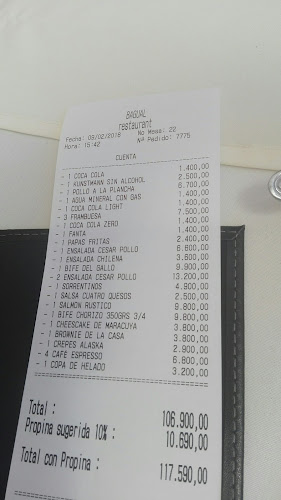 BAGUAL
restaurant
Fecha: 09/02/2018 No Mesa: 22
Hora: 15:42 Nº Pedido: 7775
CUENTA
- 1 COCA COLA 1.400,00
- 1 KUNSTMANN SIN ALCOHOL 2.500,00
- 1 POLLO A LA PLANCHA 6.700,00
- 1 AGUA MINERAL CON GAS 1.400,00
- 1 COCA COLA LIGHT 1.400,00
- 3 FRAMBUESA 7.500,00
- 1 COCA COLA ZERO 1.400,00
- 1 FANTA 1.400,00
- 1 PAPAS FRITAS 2.400,00
- 1 ENSALADA CESAR POLLO 6.600,00
- 1 ENSALADA CHILENA 3.600,00
- 1 BIFE DEL GALLO 9.900,00
- 2 ENSALADA CESAR POLLO 13.200,00
- 1 SORRENTINOS 4.900,00
- 1 SALSA CUATRO QUESOS 2.500,00
- 1 SALMON RUSTICO 9.800,00
- 1 BIFE CHORIZO 350GRS 3/4 9.800,00
- 1 CHEESCAKE DE MARACUYA 3.800,00
- 1 BROWNIE DE LA CASA 3.800,00
- 1 CREPES ALASKA 2.900,00
- 4 CAFE ESPRESSO 6.800,00
- 1 COPA DE HELADO 3.200,00
Total : 106.900,00
Propina sugerida 10% : 10.690,00
Total con Propina : 117.590,00